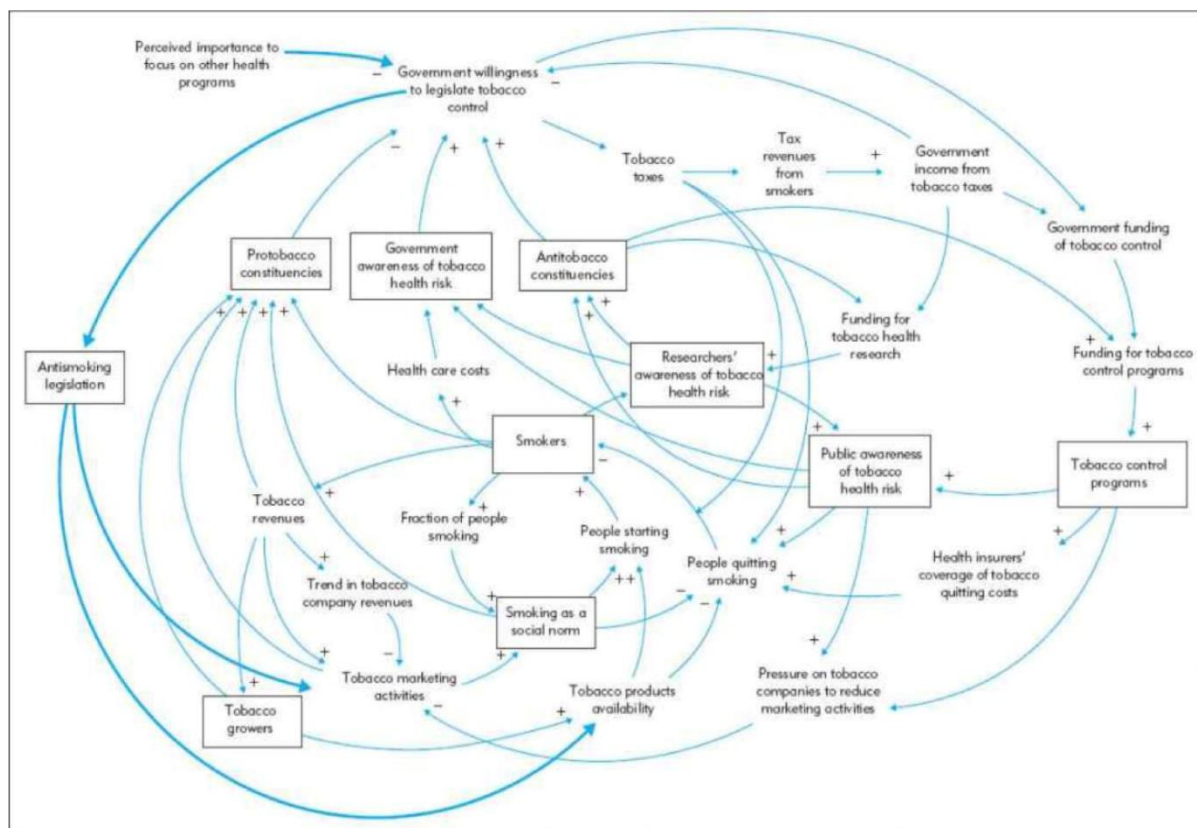 Perceived importance to
focus on other health
programs
−
Government willingness
to legislate tobacco
control
−
−
+
+
Tobacco
taxes
Tax
revenues
from
smokers
+
Government
income from
tobacco taxes
Government funding
of tobacco control
Protobacco
constituencies
Government
awareness of tobacco
health risk
Antitobacco
constituencies
+
+
+
+
+
+
Funding for
tobacco health
research
+
Funding for tobacco
control programs
Antismoking
legislation
Health care costs
Researchers'
awareness of tobacco
health risk
+
+
Smokers
−
+
Public awareness
of tobacco
health risk
+
+
Tobacco control
programs
Tobacco
revenues
+
Fraction of people
smoking
+
+
People starting
smoking
++
People quitting
smoking
+
+
+
Health insurers'
coverage of tobacco
quitting costs
+
+
Trend in tobacco
company revenues
+
Smoking as a
social norm
−
−
−
+
+
Tobacco marketing
activities
−
Tobacco products
availability
+
+
Pressure on tobacco
companies to reduce
marketing activities
+
Tobacco
growers